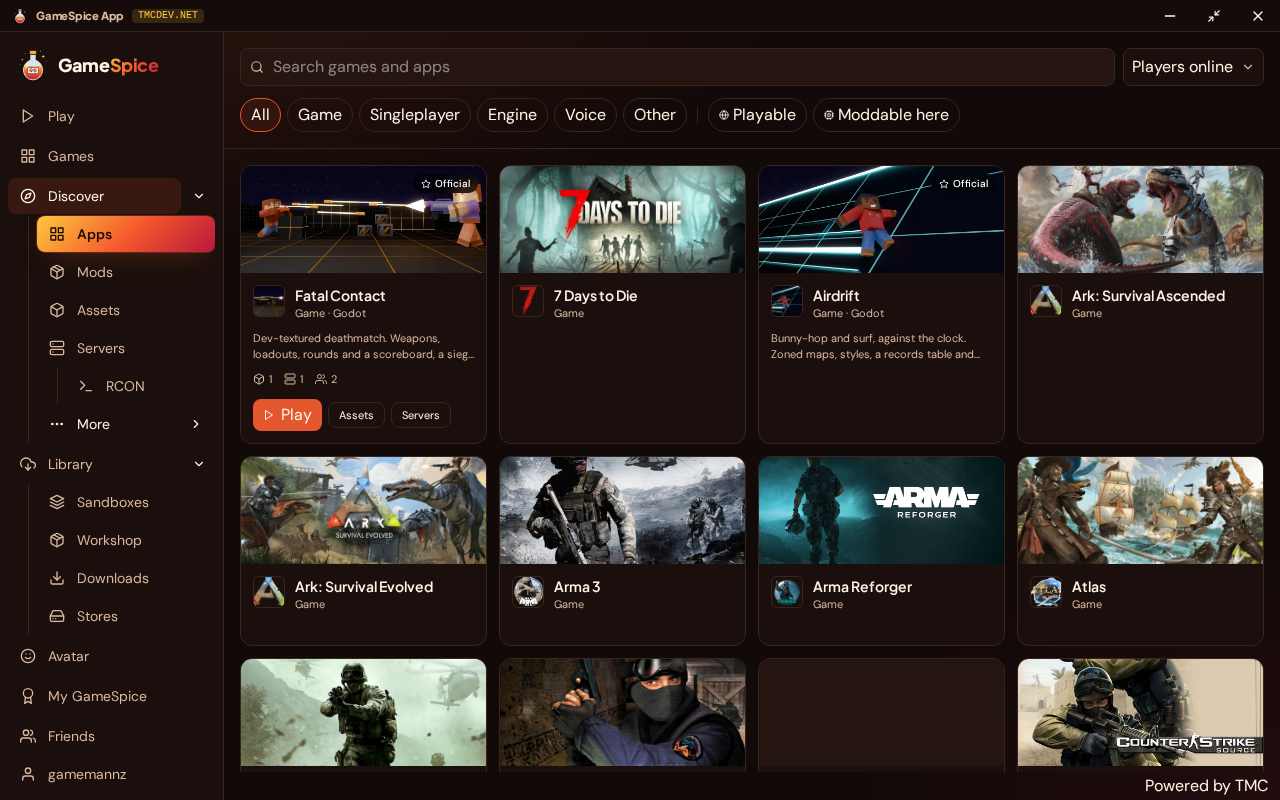 GameSpice App TMCDEV.NET
GameSpice
Play
Games
Discover
Apps
Mods
Assets
Servers
RCON
More
Library
Sandboxes
Workshop
Downloads
Stores
Avatar
My GameSpice
Friends
gamemannz
Search games and apps
Players online
All Game Singleplayer Engine Voice Other Playable Moddable here
Official
Fatal Contact
Game · Godot
Dev-textured deathmatch. Weapons,
loadouts, rounds and a scoreboard, a sieg...
1 1 2
Play Assets Servers
7 DAYS TO DIE
7 Days to Die
Game
Official
Airdrift
Game · Godot
Bunny-hop and surf, against the clock.
Zoned maps, styles, a records table and...
Ark: Survival Ascended
Game
ARK
SURVIVAL EVOLVED
Ark: Survival Evolved
Game
Arma 3
Game
ARMA
REFORGER
Arma Reforger
Game
Atlas
Game
COUNTER STRIKE
SOURCE
Powered by TMC